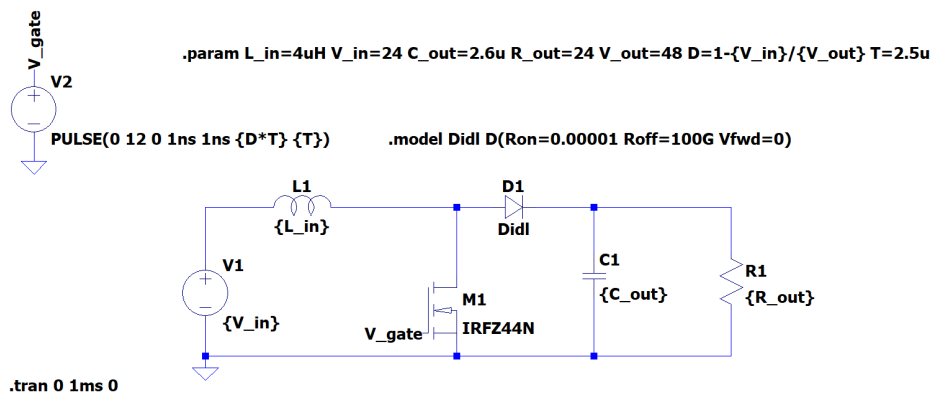 V_gate
.param L_in=4uH V_in=24 C_out=2.6u R_out=24 V_out=48 D=1-{V_in}/{V_out} T=2.5u
V2
PULSE(0 12 0 1ns 1ns {D*T} {T})
.model Didl D(Ron=0.00001 Roff=100G Vfwd=0)
L1
D1
{L_in}
Didl
V1
C1
R1
{C_out}
{R_out}
M1
{V_in}
V_gate
IRFZ44N
.tran 0 1ms 0